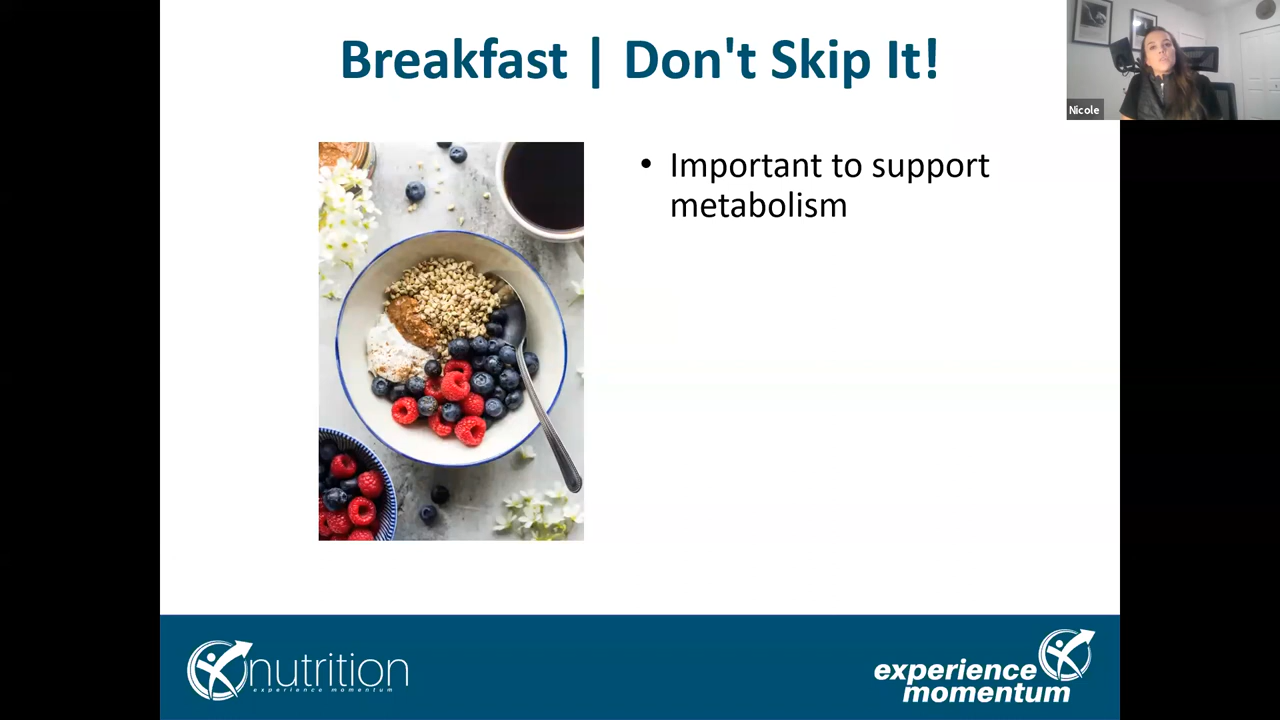 Breakfast | Don't Skip It!
Nicole
• Important to support
metabolism
nutrition
experience momentum
experience
momentum